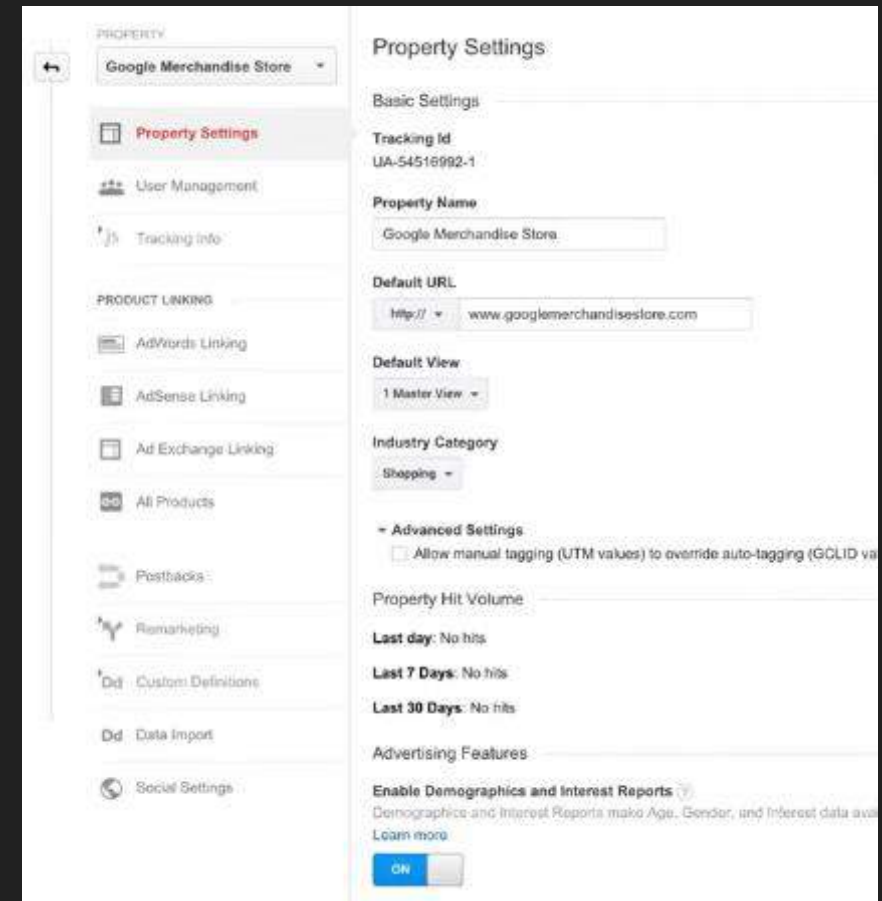 PROPERTY
Google Merchandise Store
Property Settings
User Management
Tracking Info
PRODUCT LINKING
AdWords Linking
AdSense Linking
Ad Exchange Linking
All Products
Postbacks
Remarketing
Dd Custom Definitions
Dd Data Import
Social Settings
Property Settings
Basic Settings
Tracking Id
UA-54516992-1
Property Name
Google Merchandise Store
Default URL
http:// www.googlemerchandisestore.com
Default View
1 Master View
Industry Category
Shopping
Advanced Settings
Allow manual tagging (UTM values) to override auto-tagging (GCLID va
Property Hit Volume
Last day: No hits
Last 7 Days: No hits
Last 30 Days: No hits
Advertising Features
Enable Demographics and Interest Reports ?
Demographics and Interest Reports make Age, Gender, and Interest data avai
Learn more
ON